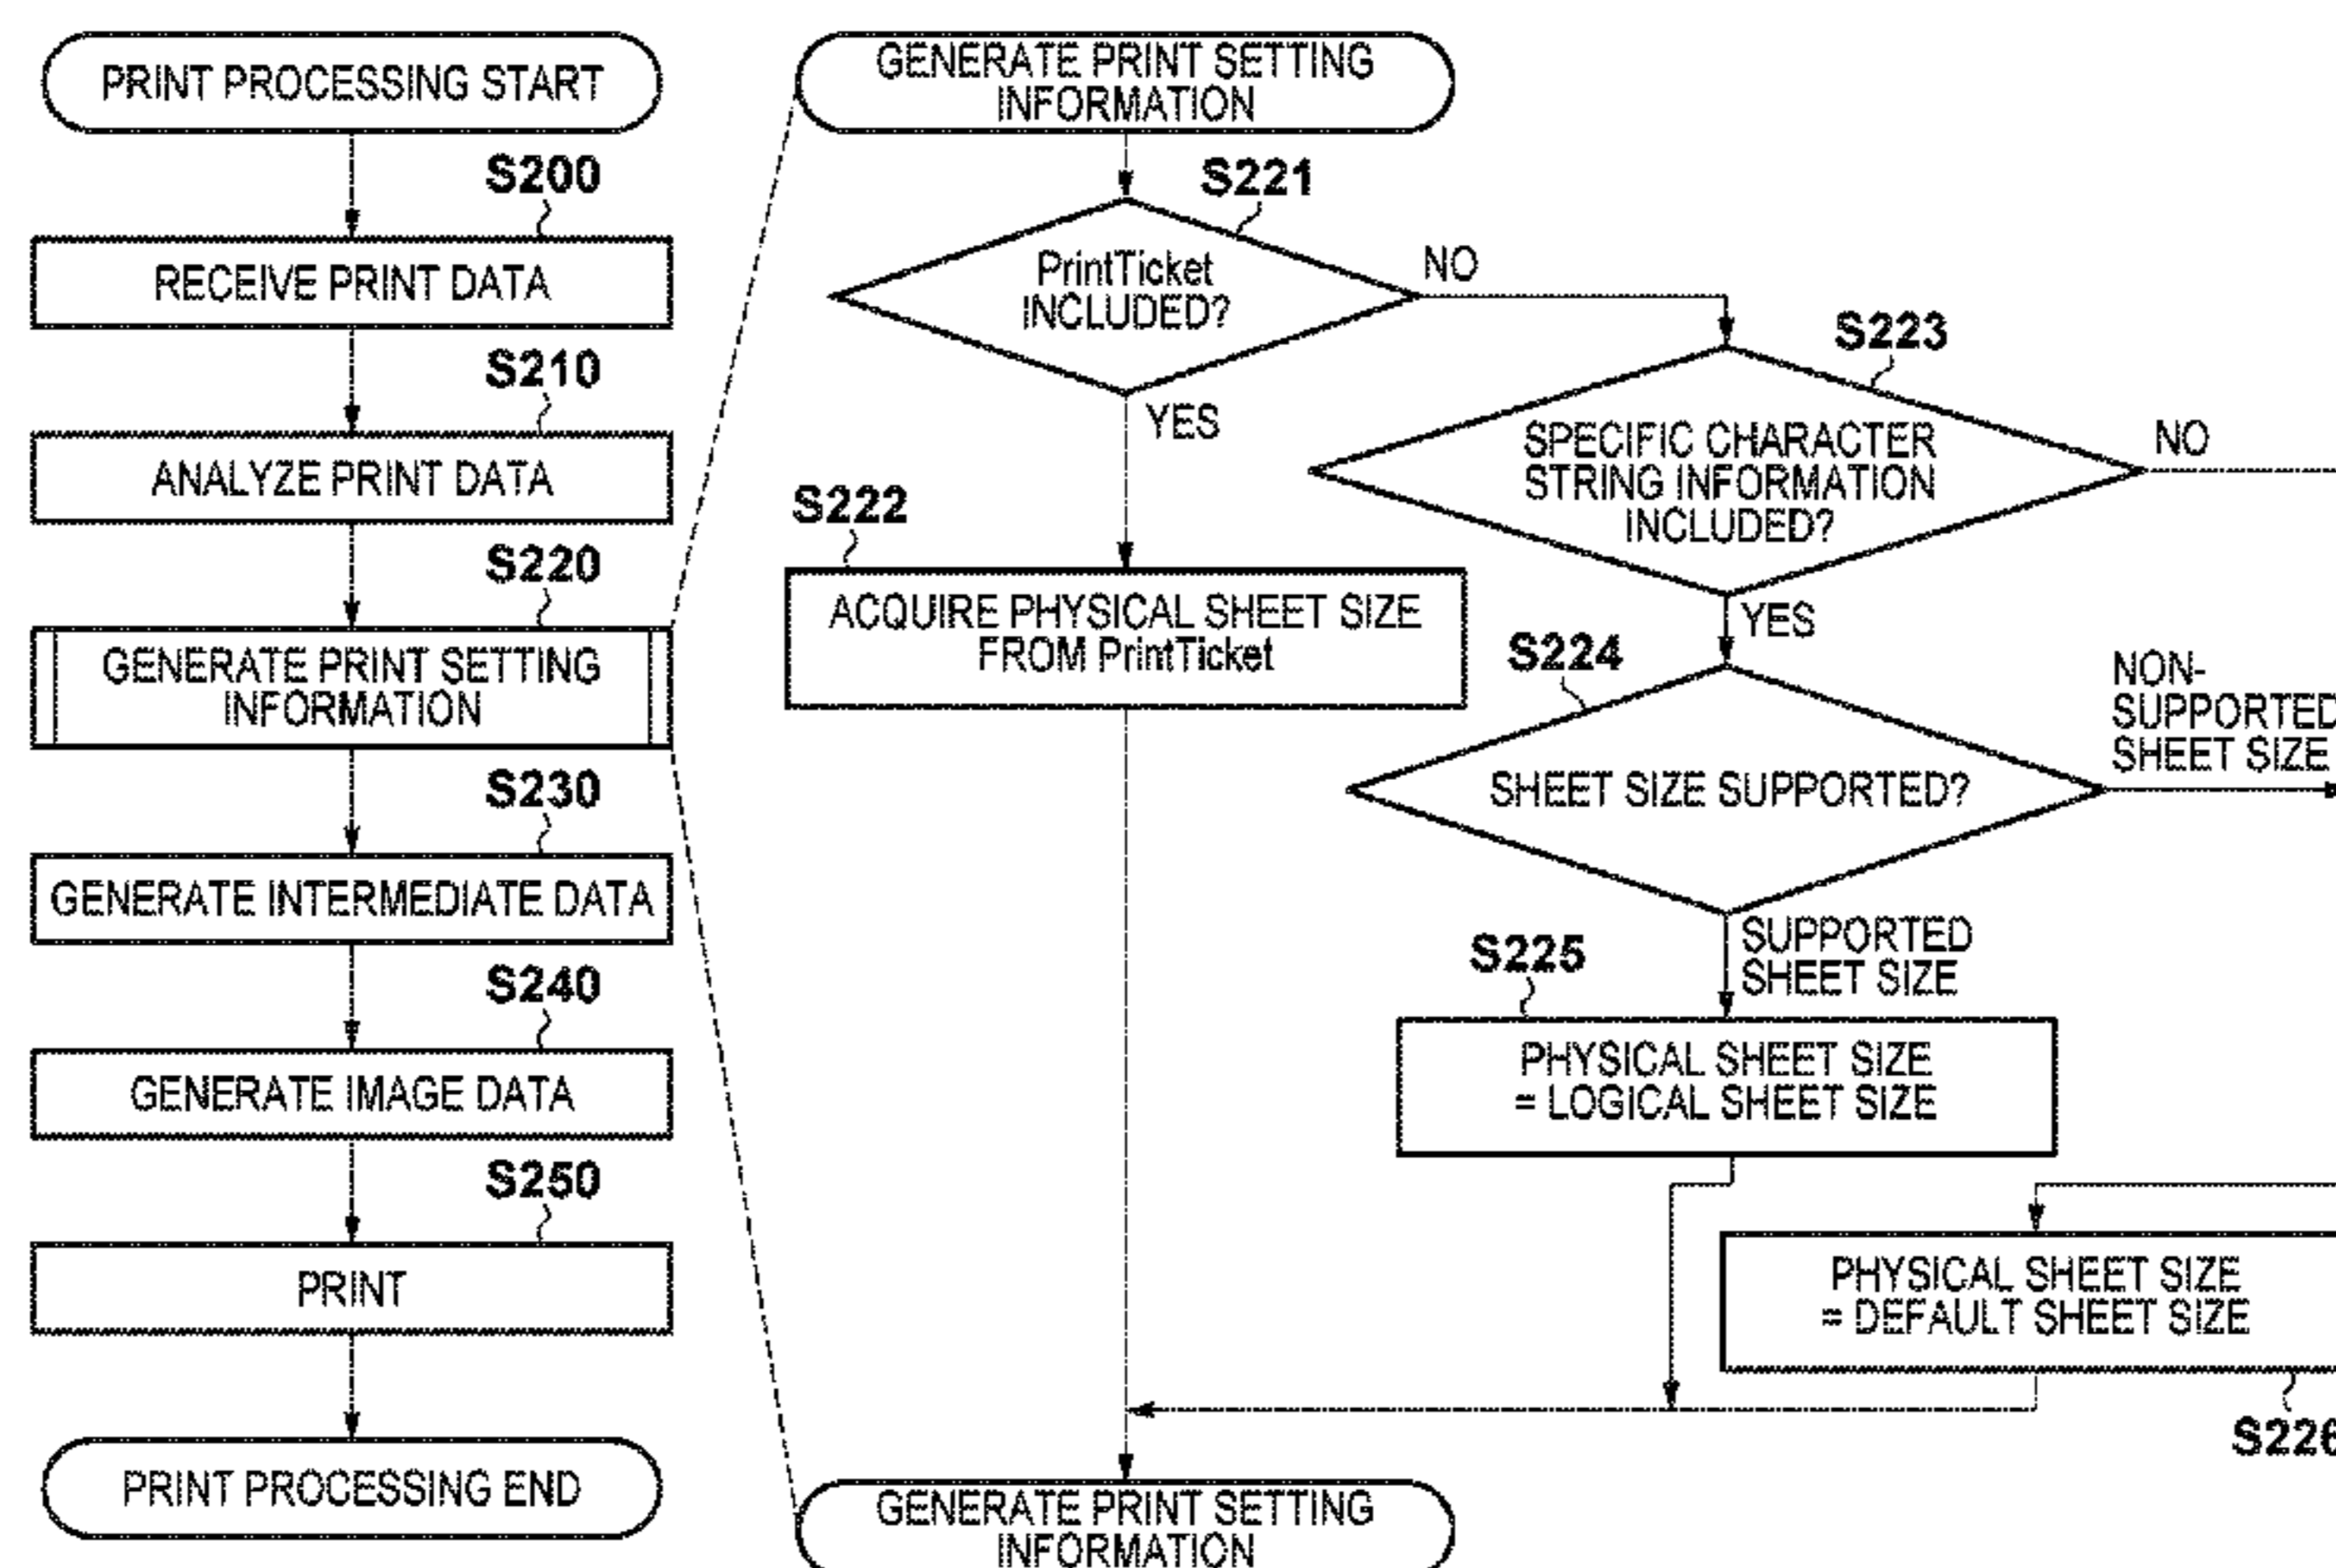 PRINT PROCESSING START
S200
RECEIVE PRINT DATA
S210
ANALYZE PRINT DATA
S220
GENERATE PRINT SETTING
INFORMATION
S230
GENERATE INTERMEDIATE DATA
S240
GENERATE IMAGE DATA
S250
PRINT
PRINT PROCESSING END
GENERATE PRINT SETTING
INFORMATION
S221
PrintTicket
INCLUDED?
NO
YES
S222
ACQUIRE PHYSICAL SHEET SIZE
FROM PrintTicket
S223
SPECIFIC CHARACTER
STRING INFORMATION
INCLUDED?
NO
YES
S224
SHEET SIZE SUPPORTED?
NON-
SUPPORTED
SHEET SIZE
SUPPORTED
SHEET SIZE
S225
PHYSICAL SHEET SIZE
= LOGICAL SHEET SIZE
PHYSICAL SHEET SIZE
= DEFAULT SHEET SIZE
S226
GENERATE PRINT SETTING
INFORMATION